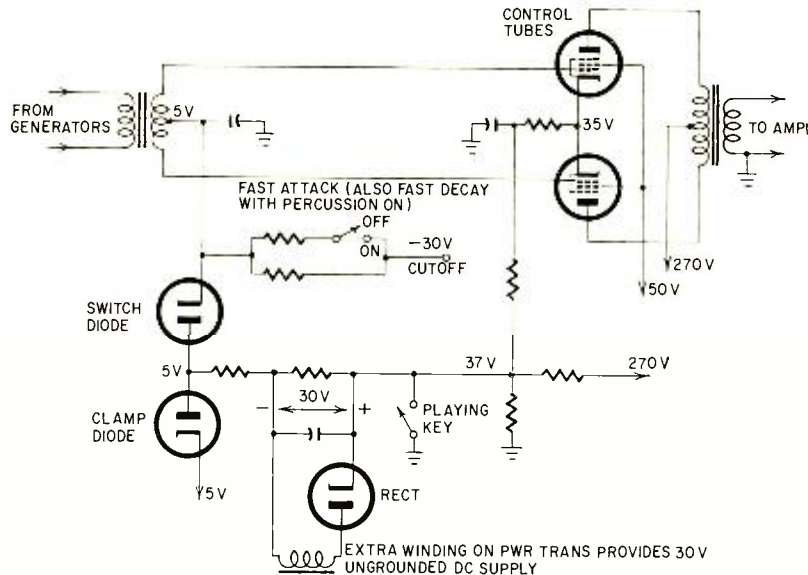 CONTROL
TUBES
FROM
GENERATORS
5V
35V
TO AMPL
FAST ATTACK (ALSO FAST DECAY
WITH PERCUSSION ON)
OFF
ON
-30V
CUTOFF
270V
50V
SWITCH
DIODE
5V
37V
270V
- 30V +
PLAYING
KEY
CLAMP
DIODE
5V
RECT
EXTRA WINDING ON PWR TRANS PROVIDES 30V
UNGROUNDED DC SUPPLY